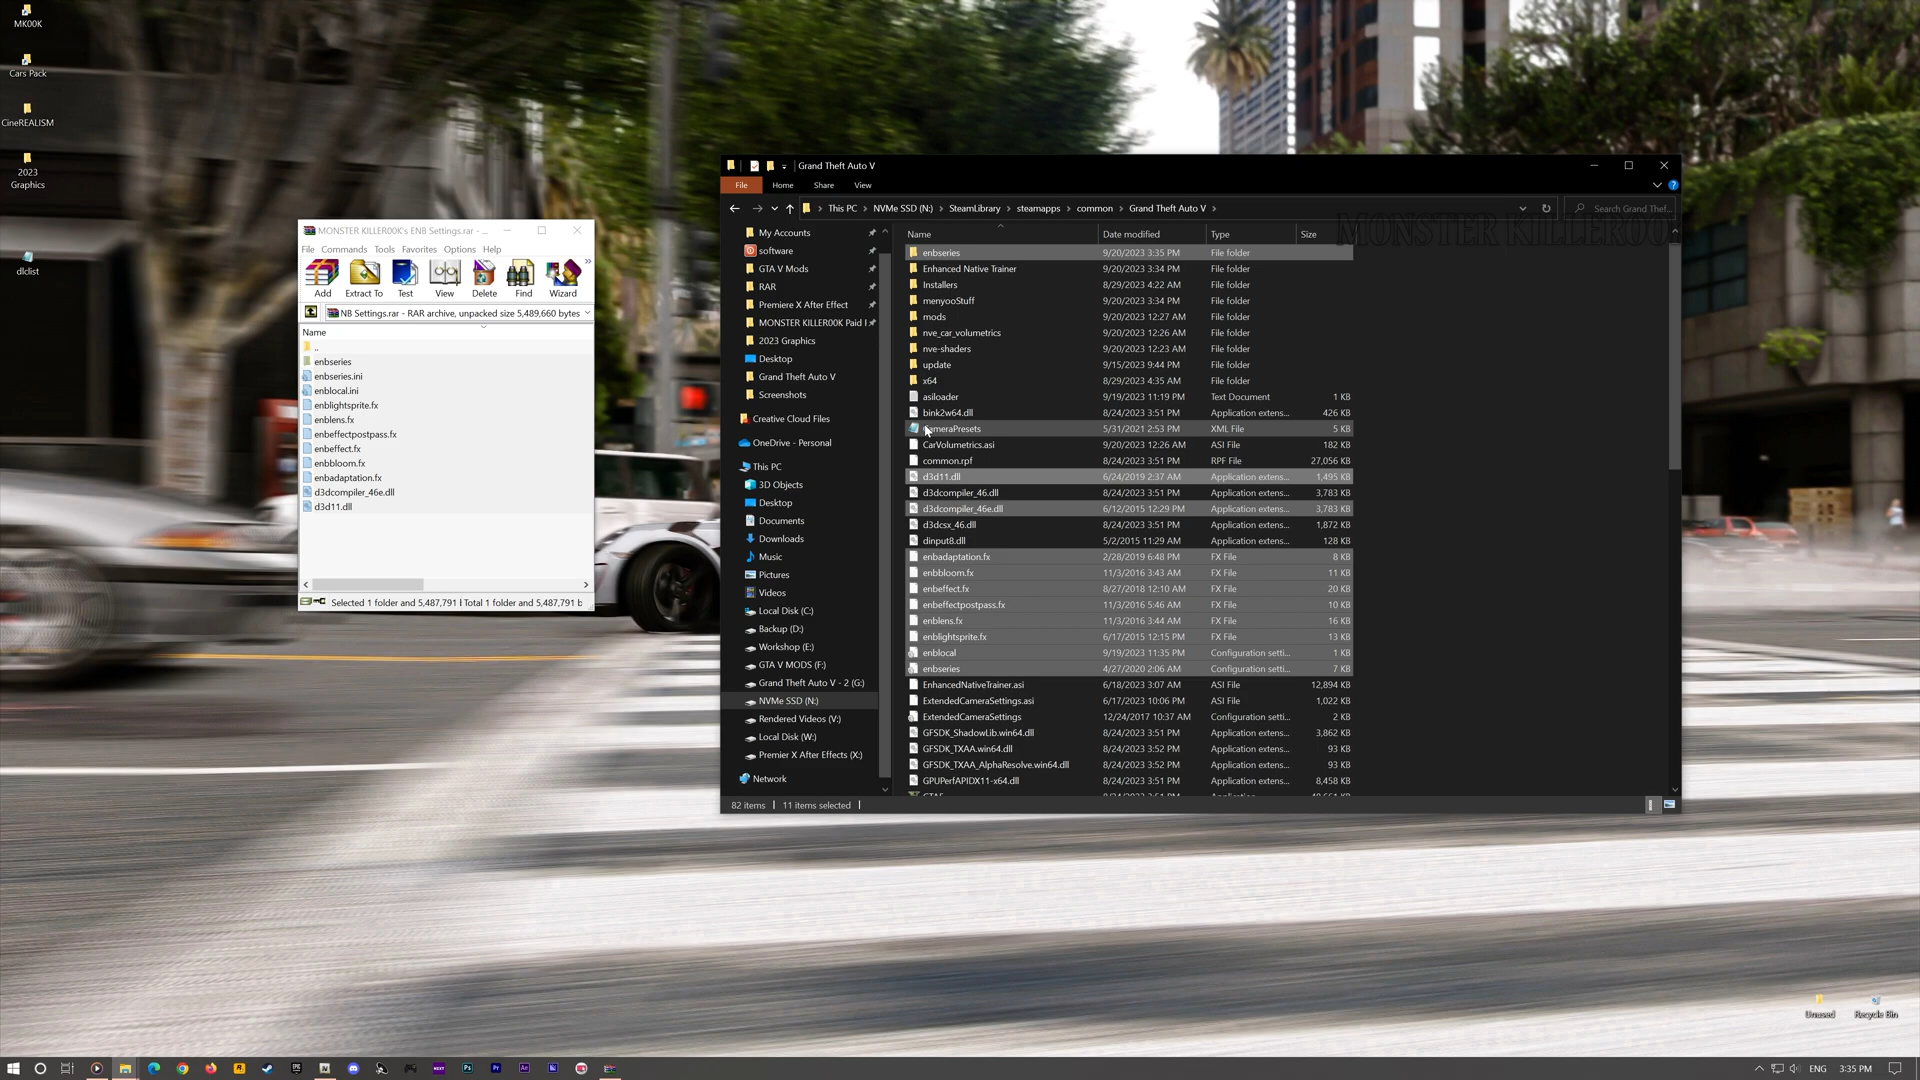 MK00K
Cars Pack
CineREALISM
2023
Graphics
dlclist
MONSTER KILLER00K's ENB Settings.rar - ...
File Commands Tools Favorites Options Help
Add Extract To Test View Delete Find Wizard
NB Settings.rar - RAR archive, unpacked size 5,489,660 bytes
Name
..
enbseries
enbseries.ini
enblocal.ini
enblightsprite.fx
enblens.fx
enbeffectpostpass.fx
enbeffect.fx
enbbloom.fx
enbadaptation.fx
d3dcompiler_46e.dll
d3d11.dll
Selected 1 folder and 5,487,791 l Total 1 folder and 5,487,791 b
Grand Theft Auto V
File Home Share View
This PC > NVMe SSD (N:) > SteamLibrary > steamapps > common > Grand Theft Auto V >
Search Grand Thef...
MONSTER KILLER00
My Accounts
software
GTA V Mods
RAR
Premiere X After Effect
MONSTER KILLER00K Paid I
2023 Graphics
Desktop
Grand Theft Auto V
Screenshots
Creative Cloud Files
OneDrive - Personal
This PC
3D Objects
Desktop
Documents
Downloads
Music
Pictures
Videos
Local Disk (C:)
Backup (D:)
Workshop (E:)
GTA V MODS (F:)
Grand Theft Auto V - 2 (G:)
NVMe SSD (N:)
Rendered Videos (V:)
Local Disk (W:)
Premier X After Effects (X:)
Network
Name Date modified Type Size
enbseries 9/20/2023 3:35 PM File folder
Enhanced Native Trainer 9/20/2023 3:34 PM File folder
Installers 8/29/2023 4:22 AM File folder
menyooStuff 9/20/2023 3:34 PM File folder
mods 9/20/2023 12:27 AM File folder
nve_car_volumetrics 9/20/2023 12:26 AM File folder
nve-shaders 9/20/2023 12:23 AM File folder
update 9/15/2023 9:44 PM File folder
x64 8/29/2023 4:35 AM File folder
asiloader 9/19/2023 11:19 PM Text Document 1 KB
bink2w64.dll 8/24/2023 3:51 PM Application extens... 426 KB
CameraPresets 5/31/2021 2:53 PM XML File 5 KB
CarVolumetrics.asi 9/20/2023 12:26 AM ASI File 182 KB
common.rpf 8/24/2023 3:51 PM RPF File 27,056 KB
d3d11.dll 6/24/2019 2:37 AM Application extens... 1,495 KB
d3dcompiler_46.dll 8/24/2023 3:51 PM Application extens... 3,783 KB
d3dcompiler_46e.dll 6/12/2015 12:29 PM Application extens... 3,783 KB
d3dcsx_46.dll 8/24/2023 3:51 PM Application extens... 1,872 KB
dinput8.dll 5/2/2015 11:29 AM Application extens... 128 KB
enbadaptation.fx 2/28/2019 6:48 PM FX File 8 KB
enbbloom.fx 11/3/2016 3:43 AM FX File 11 KB
enbeffect.fx 8/27/2018 12:10 AM FX File 20 KB
enbeffectpostpass.fx 11/3/2016 5:46 AM FX File 10 KB
enblens.fx 11/3/2016 3:44 AM FX File 16 KB
enblightsprite.fx 6/17/2015 12:15 PM FX File 13 KB
enblocal 9/19/2023 11:35 PM Configuration setti... 1 KB
enbseries 4/27/2020 2:06 AM Configuration setti... 7 KB
EnhancedNativeTrainer.asi 6/18/2023 3:07 AM ASI File 12,894 KB
ExtendedCameraSettings.asi 6/17/2023 10:06 PM ASI File 1,022 KB
ExtendedCameraSettings 12/24/2017 10:37 AM Configuration setti... 2 KB
GFSDK_ShadowLib.win64.dll 8/24/2023 3:51 PM Application extens... 3,862 KB
GFSDK_TXAA.win64.dll 8/24/2023 3:52 PM Application extens... 93 KB
GFSDK_TXAA_AlphaResolve.win64.dll 8/24/2023 3:52 PM Application extens... 93 KB
GPUPerfAPIDX11-x64.dll 8/24/2023 3:51 PM Application extens... 8,458 KB
82 items 11 items selected
Unused Recycle Bin
ENG 3:35 PM